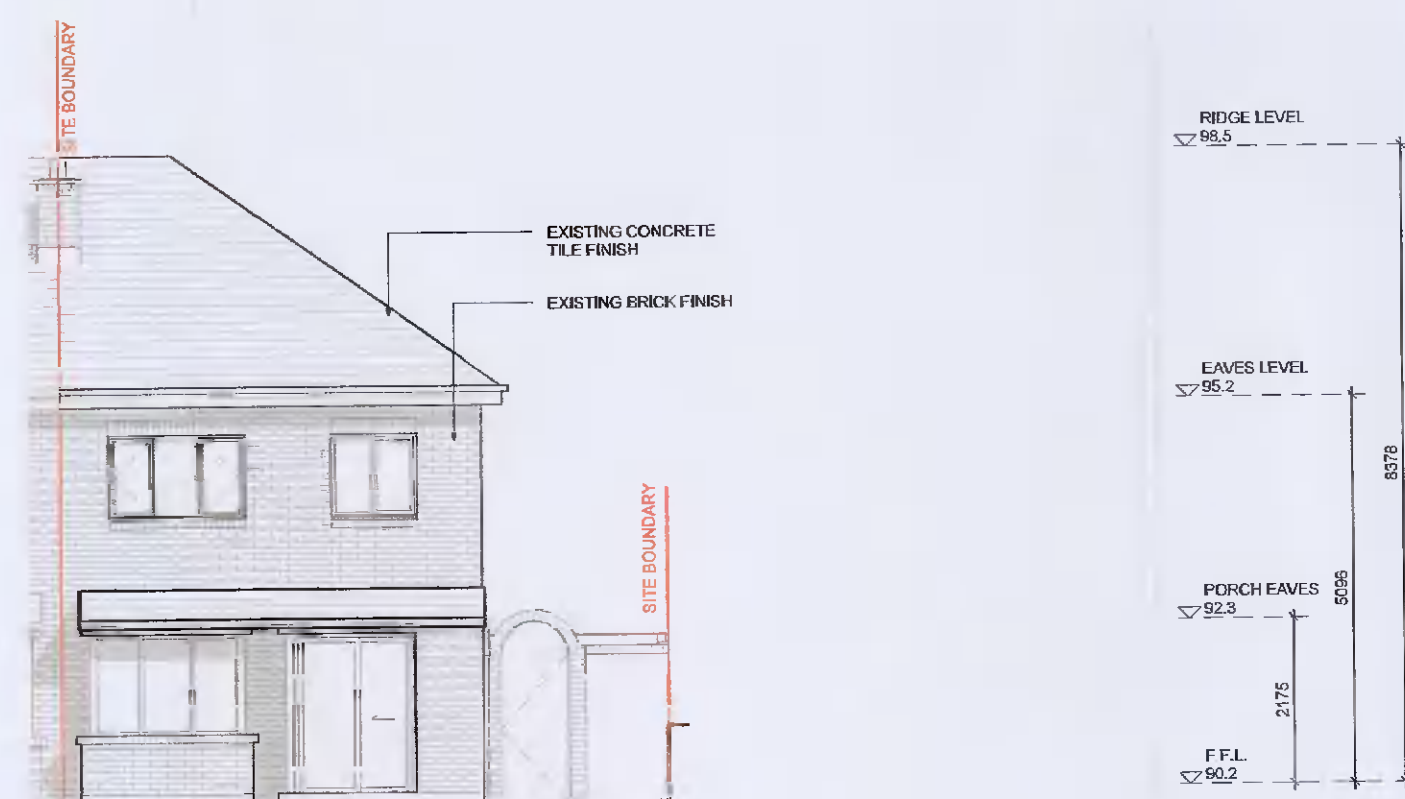 SITE BOUNDARY
EXISTING CONCRETE
TILE FINISH
EXISTING BRICK FINISH
SITE BOUNDARY
RIDGE LEVEL
98.5
EAVES LEVEL
95.2
8378
PORCH EAVES
92.3
5096
2175
F.F.L.
90.2